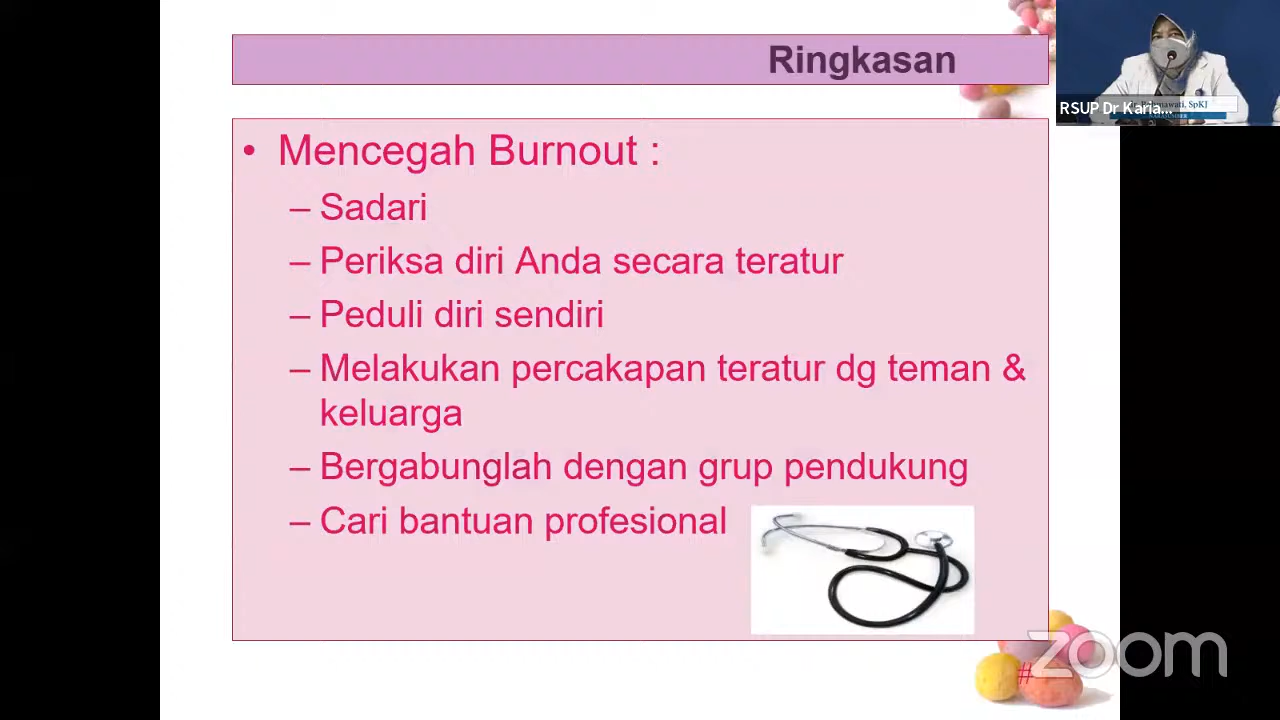 Ringkasan
RSUP Dr Karia...
SpKJ
• Mencegah Burnout :
– Sadari
– Periksa diri Anda secara teratur
– Peduli diri sendiri
– Melakukan percakapan teratur dg teman &
keluarga
– Bergabunglah dengan grup pendukung
– Cari bantuan profesional
zoom
#